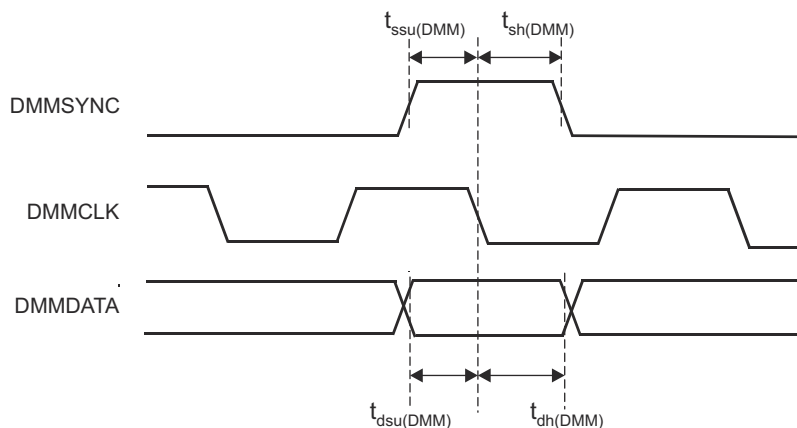 tssu(DMM) tsh(DMM)
DMMSYNC
DMMCLK
DMMDATA
tdsu(DMM) tdh(DMM)